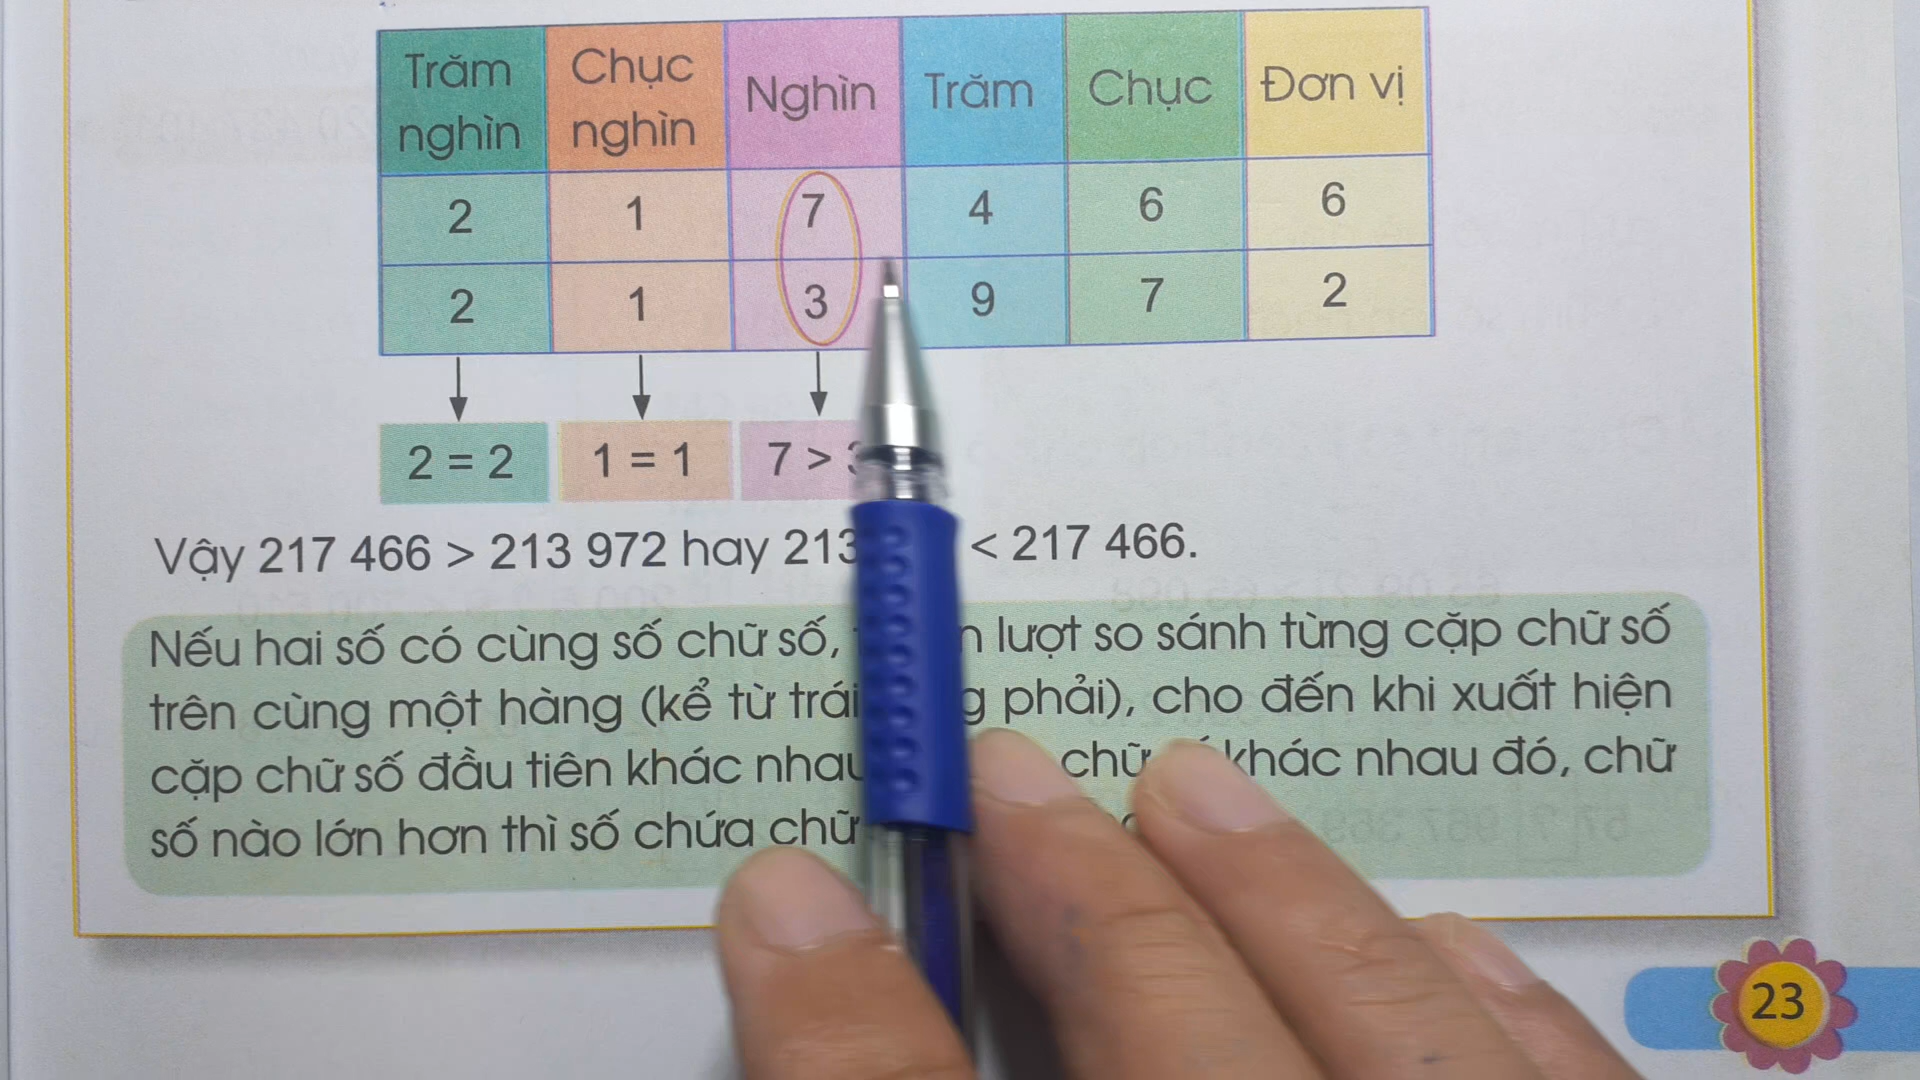 Trăm nghìn Chục nghìn Nghìn Trăm Chục Đơn vị
2 1 7 4 6 6
2 1 3 9 7 2
2 = 2 1 = 1 7 >
Vậy 217 466 > 213 972 hay 213 < 217 466.
Nếu hai số có cùng số chữ số, lượt so sánh từng cặp chữ số
trên cùng một hàng (kể từ trái phải), cho đến khi xuất hiện
cặp chữ số đầu tiên khác nhau chữ khác nhau đó, chữ
số nào lớn hơn thì số chứa chữ
23